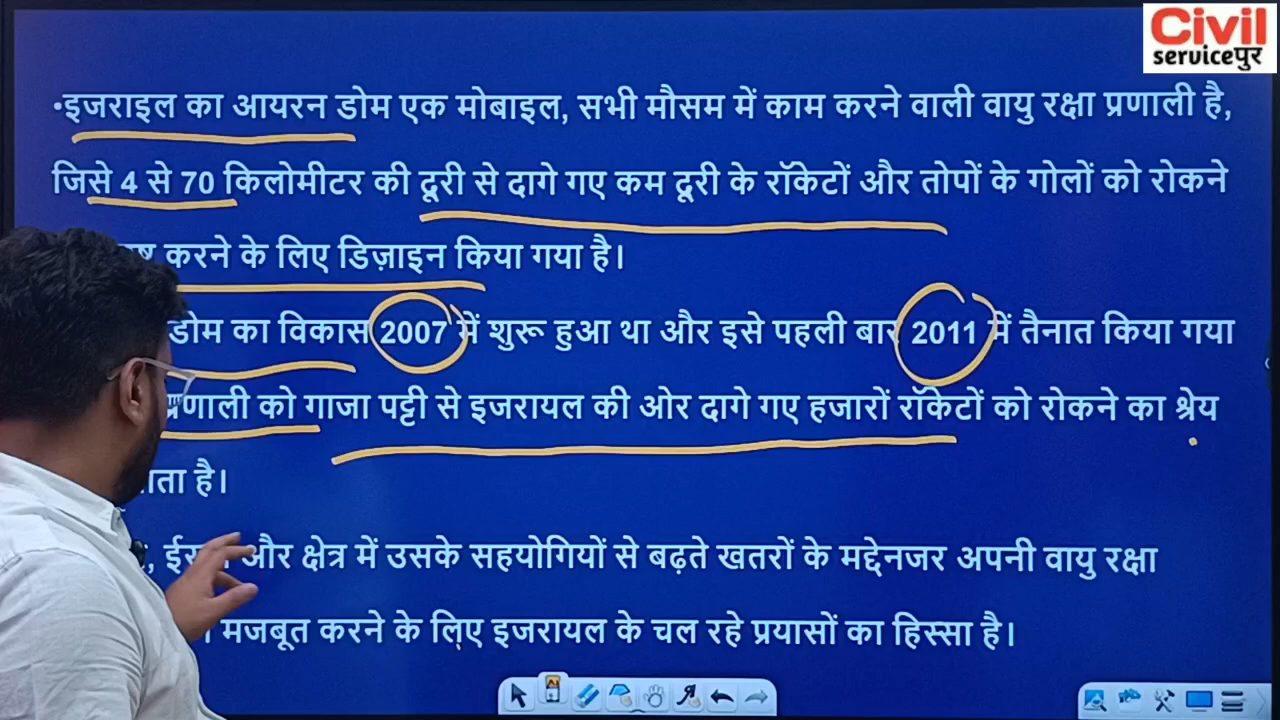 Civil
serviceपुर
•इजराइल का आयरन डोम एक मोबाइल, सभी मौसम में काम करने वाली वायु रक्षा प्रणाली है,
जिसे 4 से 70 किलोमीटर की दूरी से दागे गए कम दूरी के रॉकेटों और तोपों के गोलों को रोकने
करने के लिए डिज़ाइन किया गया है।
डोम का विकास 2007 में शुरू हुआ था और इसे पहली बार 2011 में तैनात किया गया
प्रणाली को गाजा पट्टी से इजरायल की ओर दागे गए हजारों रॉकेटों को रोकने का श्रेय
है।
और क्षेत्र में उसके सहयोगियों से बढ़ते खतरों के मद्देनजर अपनी वायु रक्षा
मजबूत करने के लिए इजरायल के चल रहे प्रयासों का हिस्सा है।